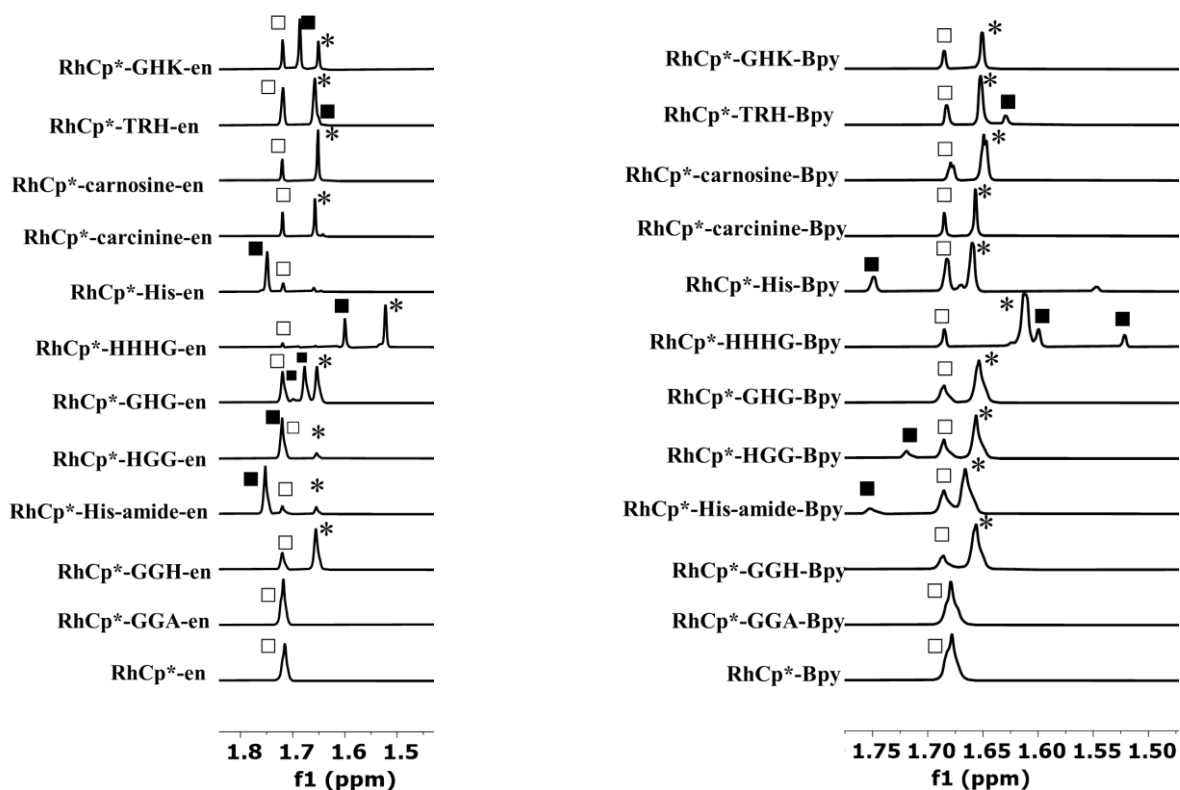 □ ■ * RhCp*-GHK-en
□ * ■ RhCp*-TRH-en
□ * RhCp*-carnosine-en
□ * RhCp*-carcinine-en
■ □ RhCp*-His-en
□ ■ * RhCp*-HHHG-en
□ ■ ■ * RhCp*-GHG-en
■ □ * RhCp*-HGG-en
■ □ * RhCp*-His-amide-en
□ * RhCp*-GGH-en
□ RhCp*-GGA-en
□ RhCp*-en
1.8 1.7 1.6 1.5
f1 (ppm)
□ * RhCp*-GHK-Bpy
□ * ■ RhCp*-TRH-Bpy
□ * RhCp*-carnosine-Bpy
□ * RhCp*-carcinine-Bpy
■ □ * RhCp*-His-Bpy
□ * ■ ■ RhCp*-HHHG-Bpy
□ * RhCp*-GHG-Bpy
■ □ * RhCp*-HGG-Bpy
■ □ * RhCp*-His-amide-Bpy
□ * RhCp*-GGH-Bpy
□ RhCp*-GGA-Bpy
□ RhCp*-Bpy
1.75 1.70 1.65 1.60 1.55 1.50
f1 (ppm)